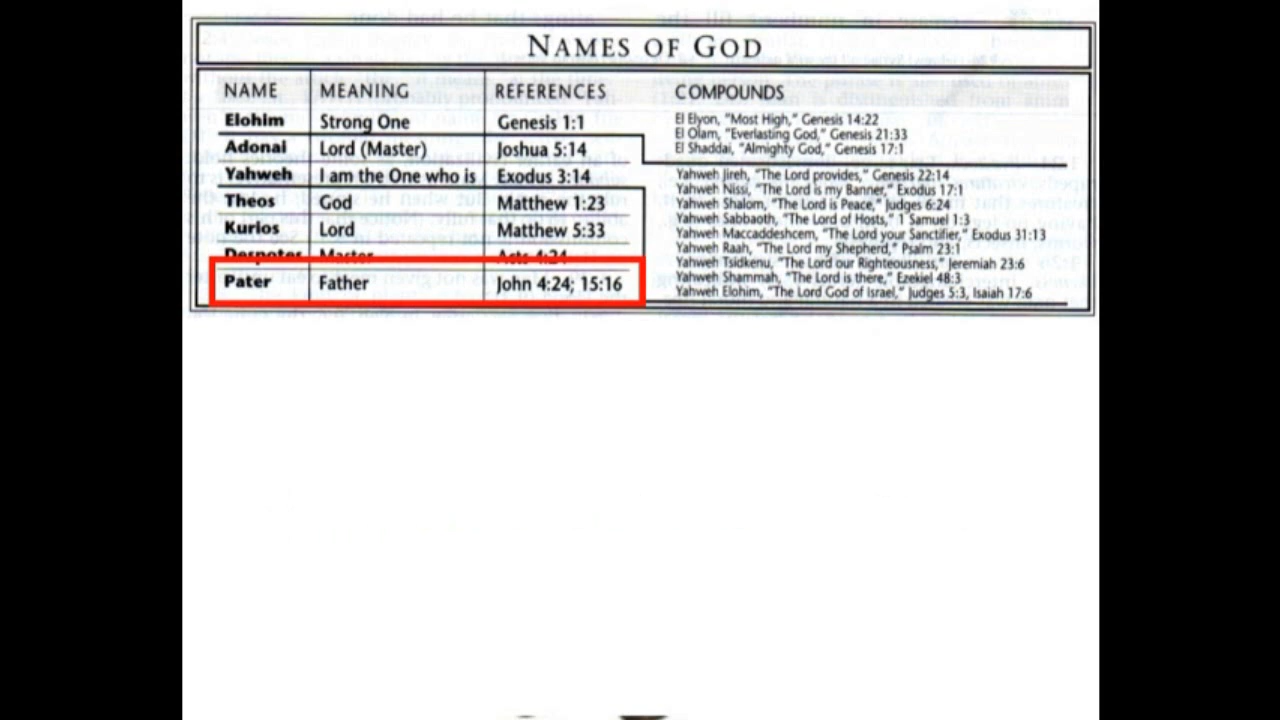 NAMES OF GOD
NAME MEANING REFERENCES COMPOUNDS
Elohim Strong One Genesis 1:1
Adonai Lord (Master) Joshua 5:14
Yahweh I am the One who is Exodus 3:14
Theos God Matthew 1:23
Kurios Lord Matthew 5:33
Despotes Master Acts 4:24
Pater Father John 4:24; 15:16
El Elyon, "Most High," Genesis 14:22
El Olam, "Everlasting God," Genesis 21:33
El Shaddai, "Almighty God," Genesis 17:1
Yahweh Jireh, "The Lord provides," Genesis 22:14
Yahweh Nissi, "The Lord is my Banner," Exodus 17:1
Yahweh Shalom, "The Lord is Peace," Judges 6:24
Yahweh Sabbaoth, "The Lord of Hosts," 1 Samuel 1:3
Yahweh Maccaddeshcem, "The Lord your Sanctifier," Exodus 31:13
Yahweh Raah, "The Lord my Shepherd," Psalm 23:1
Yahweh Tsidkenu, "The Lord our Righteousness," Jeremiah 23:6
Yahweh Shammah, "The Lord is there," Ezekiel 48:3
Yahweh Elohim, "The Lord God of Israel," Judges 5:3, Isaiah 17:6